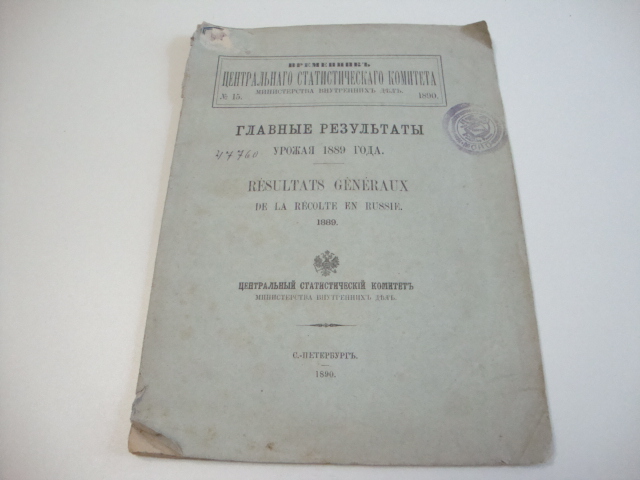 ВРЕМЕННИКЪ
ЦЕНТРАЛЬНАГО СТАТИСТИЧЕСКАГО КОМИТЕТА
МИНИСТЕРСТВА ВНУТРЕННИХЪ ДѢЛЪ.
№ 15. 1890.
ГЛАВНЫЕ РЕЗУЛЬТАТЫ
УРОЖАЯ 1889 ГОДА.
47760
RÉSULTATS GÉNÉRAUX
DE LA RÉCOLTE EN RUSSIE,
1889.
ЦЕНТРАЛЬНЫЙ СТАТИСТИЧЕСКІЙ КОМИТЕТЪ
МИНИСТЕРСТВА ВНУТРЕННИХЪ ДѢЛЪ.
С.-ПЕТЕРБУРГЪ.
1890.